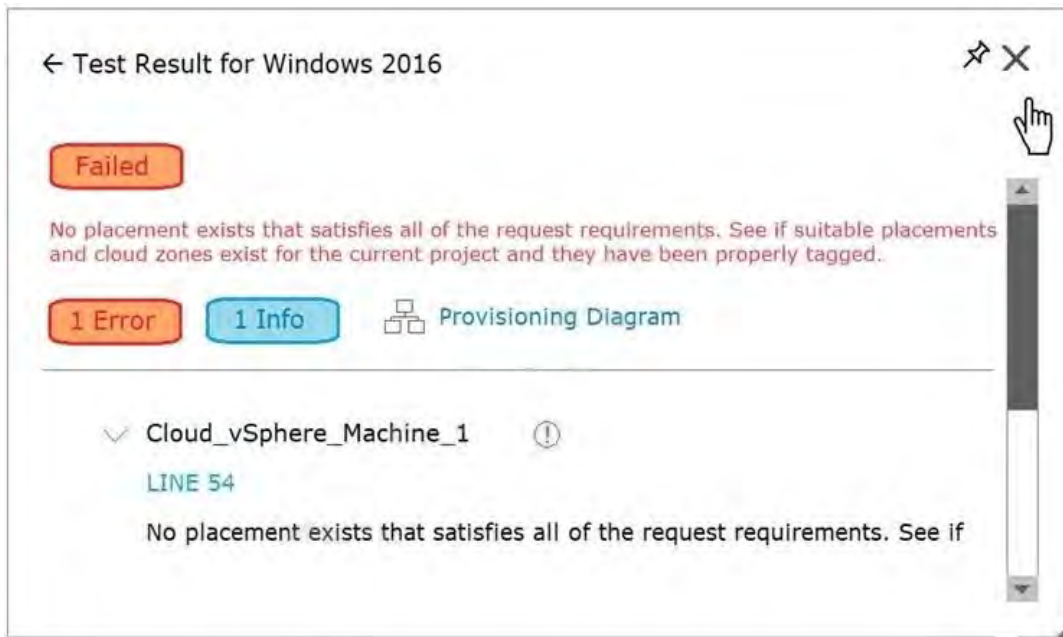 ← Test Result for Windows 2016
Failed
No placement exists that satisfies all of the request requirements. See if suitable placements
and cloud zones exist for the current project and they have been properly tagged.
1 Error 1 Info Provisioning Diagram
Cloud_vSphere_Machine_1
LINE 54
No placement exists that satisfies all of the request requirements. See if